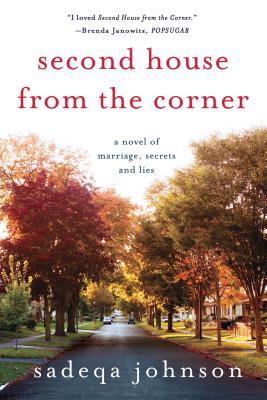 "I loved Second House from the Corner."
—Brenda Janowitz, POPSUGAR
second house
from the corner
a novel of
marriage, secrets
and lies
sadeqa johnson